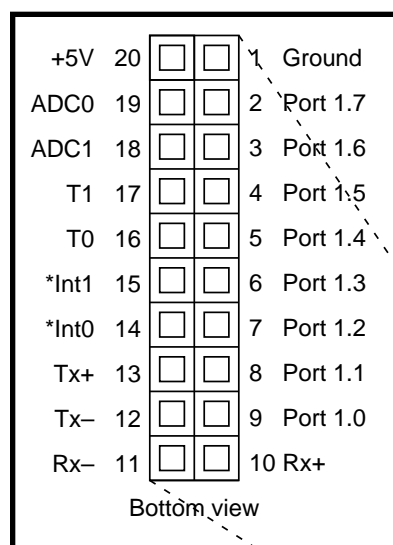 +5V 20 1 Ground
ADC0 19 2 Port 1.7
ADC1 18 3 Port 1.6
T1 17 4 Port 1.5
T0 16 5 Port 1.4
*Int1 15 6 Port 1.3
*Int0 14 7 Port 1.2
Tx+ 13 8 Port 1.1
Tx– 12 9 Port 1.0
Rx– 11 10 Rx+
Bottom view